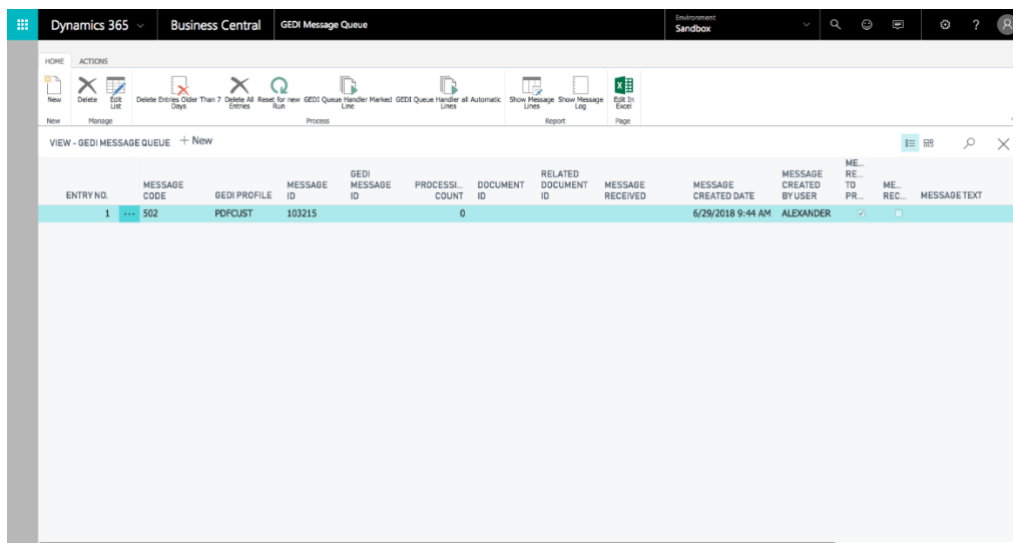 Dynamics 365 Business Central GEDI Message Queue Environment
Sandbox ?
HOME ACTIONS
New Delete Edit List Delete Entries Older Than 7 Days Delete All Entries Reset for new Run GEDI Queue Handler Marked Line GEDI Queue Handler all Automatic Lines Show Message Lines Show Message Log Edit In Excel
New Manage Process Report Page
VIEW - GEDI MESSAGE QUEUE + New
ENTRY NO. MESSAGE CODE GEDI PROFILE MESSAGE ID GEDI MESSAGE ID PROCESSI... COUNT DOCUMENT ID RELATED DOCUMENT ID MESSAGE RECEIVED MESSAGE CREATED DATE MESSAGE CREATED BY USER ME... RE... TO PR... ME... REC... MESSAGE TEXT
1 ... 502 PDFCUST 103215 0 6/29/2018 9:44 AM ALEXANDER